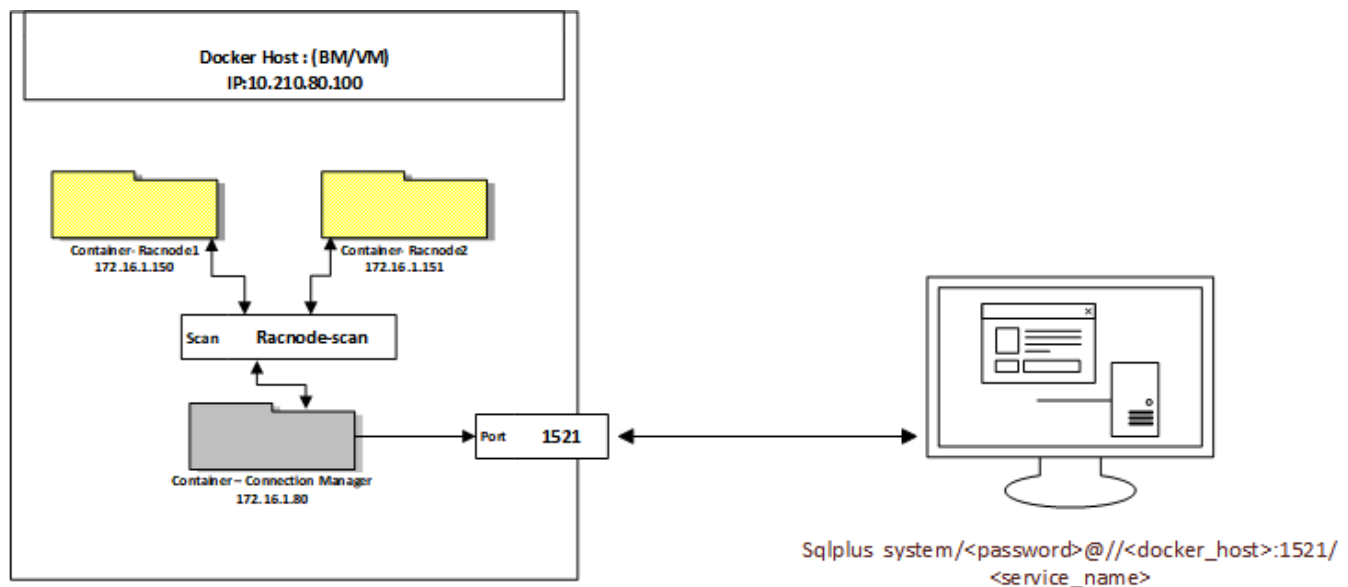 Docker Host : (BM/VM)
IP:10.210.80.100
Container- Racnode1
172.16.1.150
Container- Racnode2
172.16.1.151
Scan Racnode-scan
Port 1521
Container – Connection Manager
172.16.1.80
Sqlplus system/<password>@//<docker_host>:1521/
<service_name>